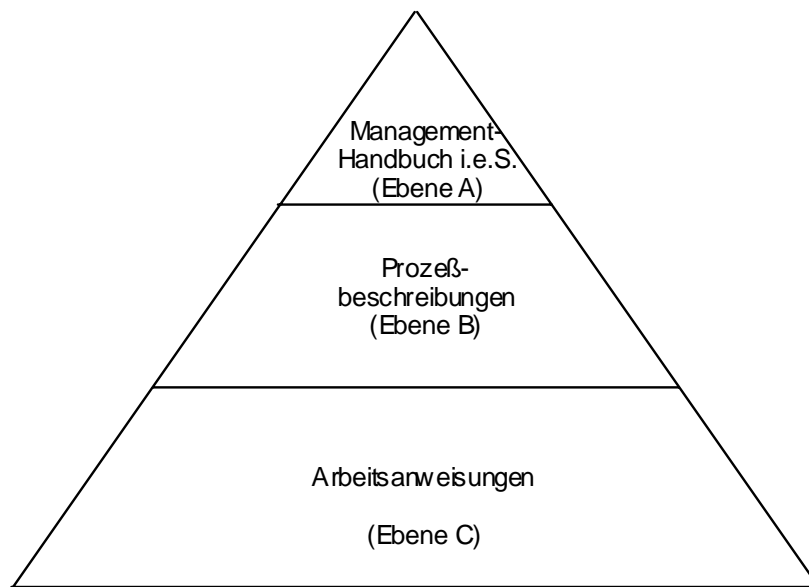 Management-
Handbuch i.e.S.
(Ebene A)
Prozeß-
beschreibungen
(Ebene B)
Arbeitsanweisungen
(Ebene C)